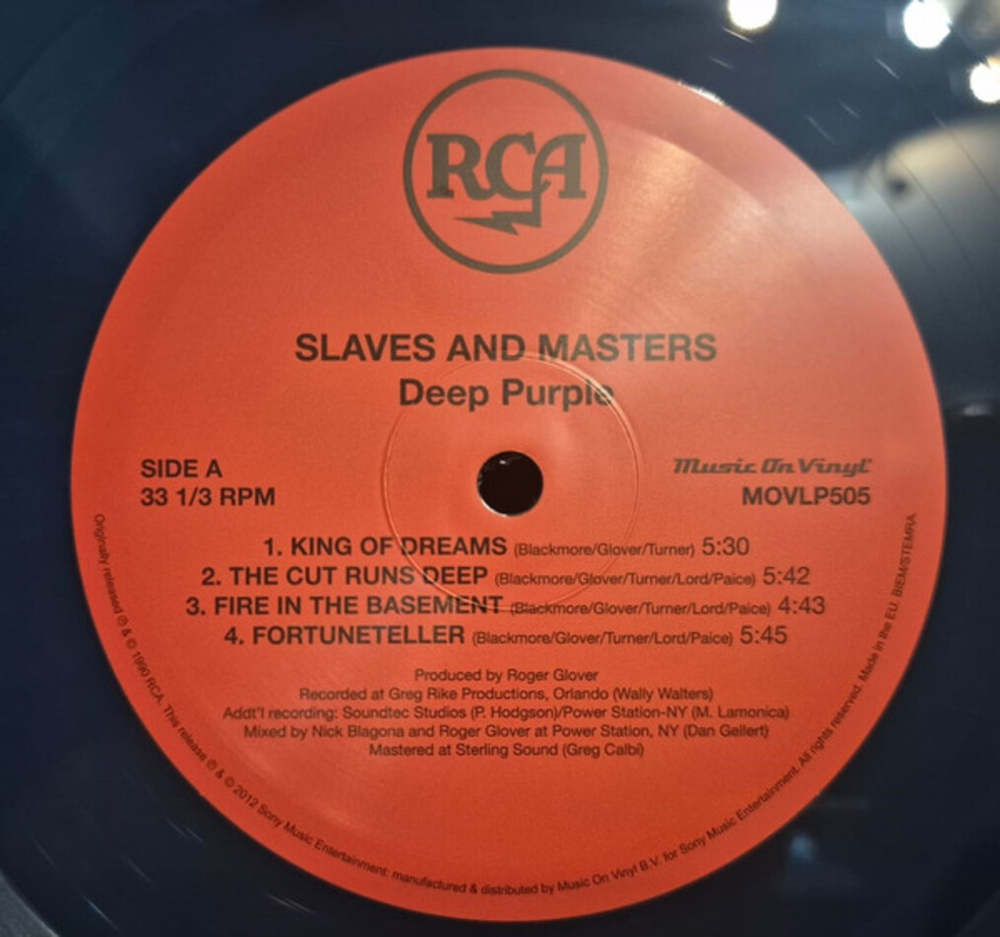 RCA
SLAVES AND MASTERS
Deep Purple
SIDE A
33 1/3 RPM
Music On Vinyl
MOVLP505
1. KING OF DREAMS (Blackmore/Glover/Turner) 5:30
2. THE CUT RUNS DEEP (Blackmore/Glover/Turner/Lord/Paice) 5:42
3. FIRE IN THE BASEMENT (Blackmore/Glover/Turner/Lord/Paice) 4:43
4. FORTUNETELLER (Blackmore/Glover/Turner/Lord/Paice) 5:45
Produced by Roger Glover
Recorded at Greg Rike Productions, Orlando (Wally Walters)
Addt'l recording: Soundtec Studios (P. Hodgson)/Power Station-NY (M. Lamonica)
Mixed by Nick Blagona and Roger Glover at Power Station, NY (Dan Gellert)
Mastered at Sterling Sound (Greg Calbi)
Originally released ℗ & © 1990 RCA. This release ℗ & © 2012 Sony Music Entertainment: manufactured & distributed by Music On Vinyl B.V. for Sony Music Entertainment. All rights reserved. Made in the EU. BIEM/STEMRA.